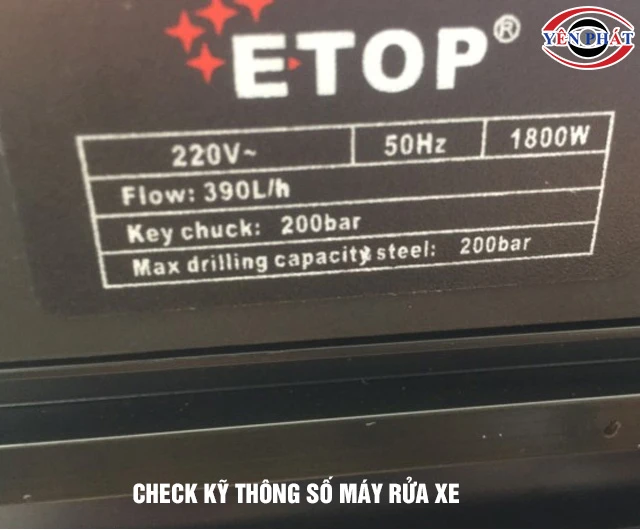 YÊN PHÁT
ETOP®
220V~ 50Hz 1800W
Flow: 390L/h
Key chuck: 200bar
Max drilling capacity steel: 200bar
CHECK KỸ THÔNG SỐ MÁY RỬA XE